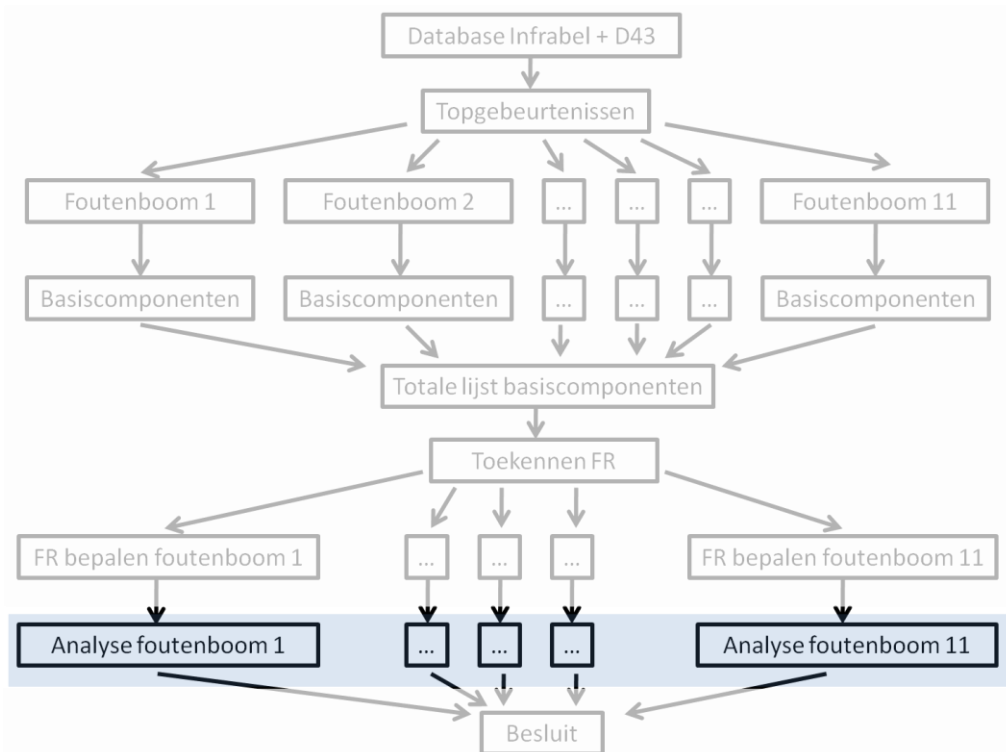 Database Infrabel + D43
Topgebeurtenissen
Foutenboom 1 Foutenboom 2 ... ... ... Foutenboom 11
Basiscomponenten Basiscomponenten ... ... ... Basiscomponenten
Totale lijst basiscomponenten
Toekennen FR
FR bepalen foutenboom 1 ... ... ... FR bepalen foutenboom 11
Analyse foutenboom 1 ... ... ... Analyse foutenboom 11
Besluit